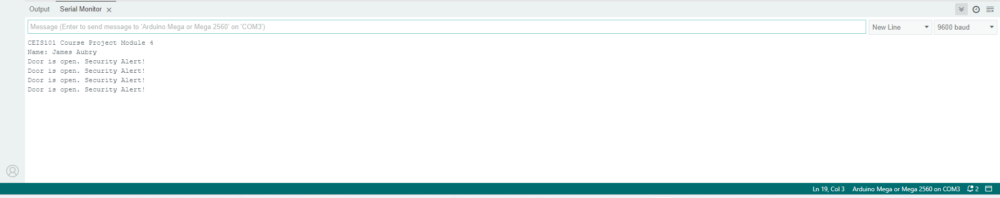 Output Serial Monitor
Message (Enter to send message to 'Arduino Mega or Mega 2560' on 'COM3') New Line 9600 baud
CEIS101 Course Project Module 4
Name: James Aubry
Door is open. Security Alert!
Door is open. Security Alert!
Door is open. Security Alert!
Door is open. Security Alert!
Ln 19, Col 3 Arduino Mega or Mega 2560 on COM3 2